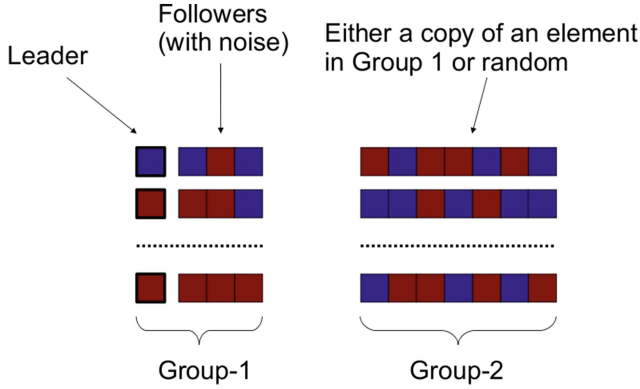 Leader
Followers
(with noise)
Either a copy of an element
in Group 1 or random
Group-1
Group-2